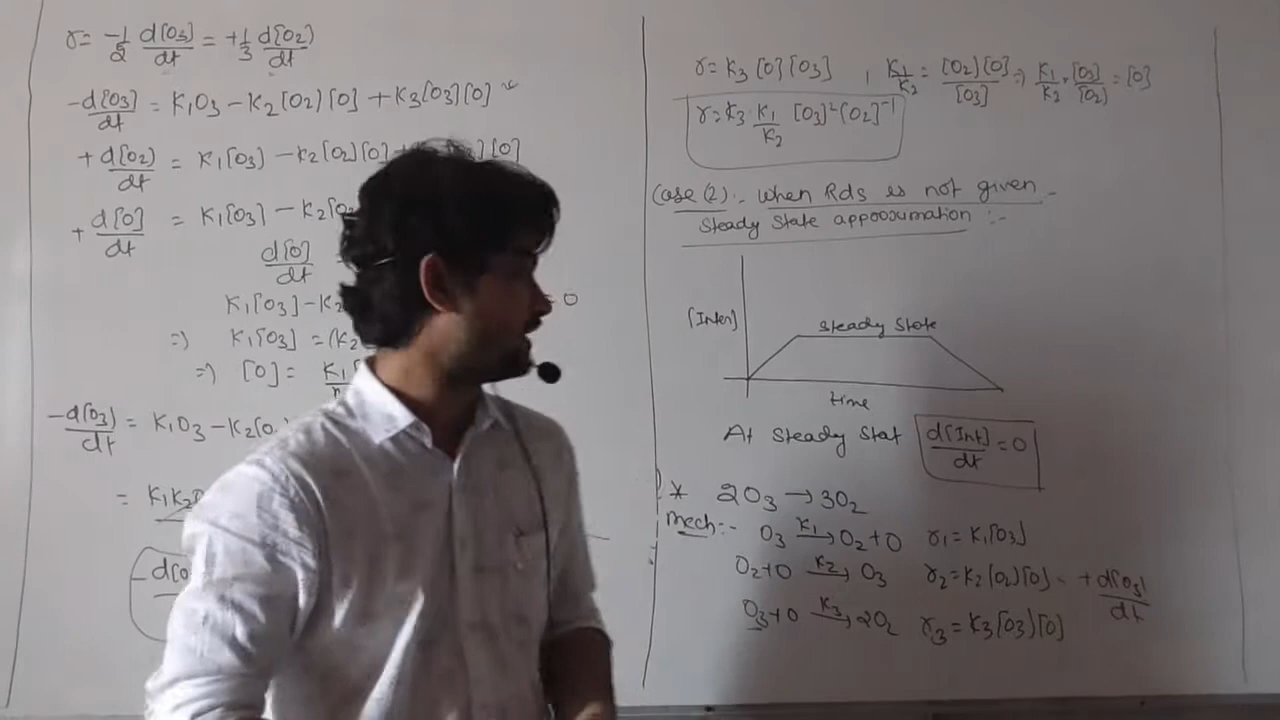 r = -1/2 d[O3]/dt = +1/3 d[O2]/dt
-d[O3]/dt = K1O3 - K2[O2][O] + K3[O3][O]
+d[O2]/dt = K1[O3] - K2[O2][O] [O]
+d[O]/dt = K1[O3] - K2[O2
d[O]/dt
K1[O3] - K2 = 0
=) K1[O3] = (K2
=) [O] = K1
-d[O3]/dt = K1O3 - K2[O2
= K1K2
-d[O
r = K3 [O][O3] , K1/K2 = [O2][O]/[O3] =) K1/K2 · [O3]/[O2] = [O]
r = K3 · K1/K2 [O3]²[O2]⁻¹
Case (2) :- When Rds is not given -
Steady State approximation :-
[Inter]
Steady State
time
At Steady Stat d[Int]/dt = 0
* 2O3 → 3O2
Mech :- O3 K1→ O2+O r1 = K1[O3]
O2+O K2→ O3 r2 = K2[O2][O] - +d[O3]/dt
O3+O K3→ 2O2 r3 = K3[O3][O]